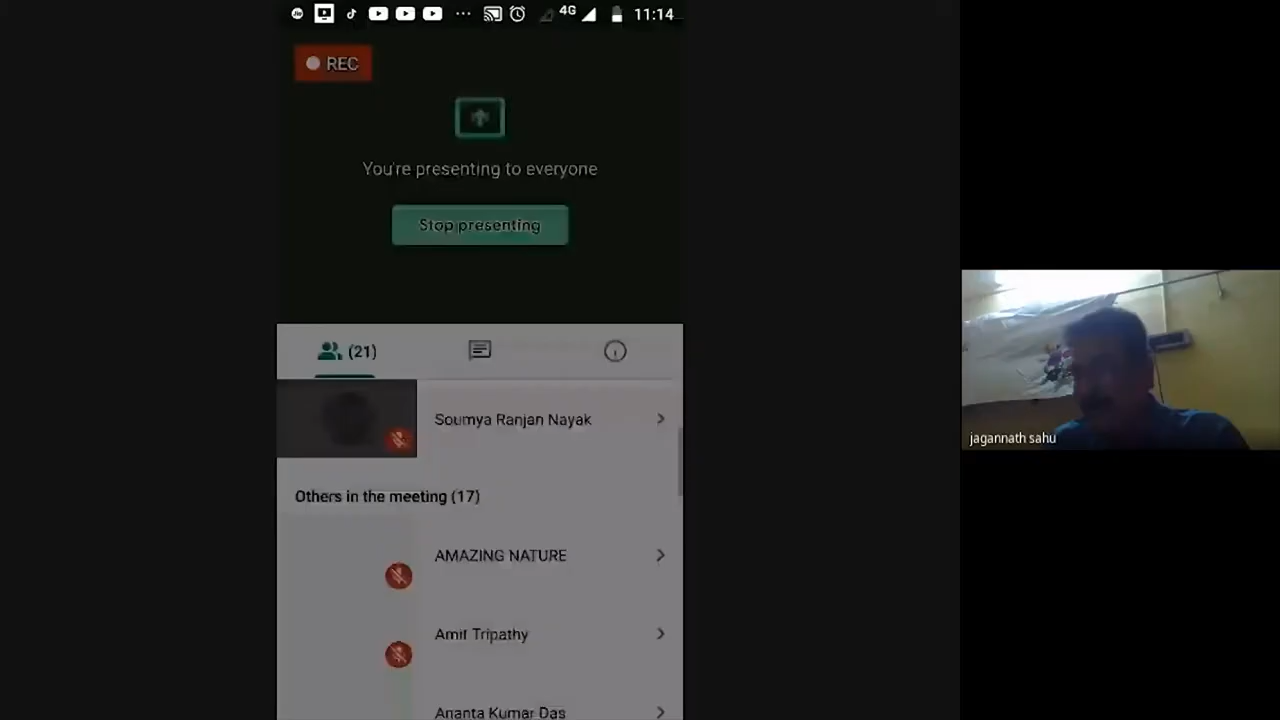 4G 11:14
REC
You're presenting to everyone
Stop presenting
(21)
Soumya Ranjan Nayak
Others in the meeting (17)
AMAZING NATURE
Amit Tripathy
Ananta Kumar Das
jagannath sahu